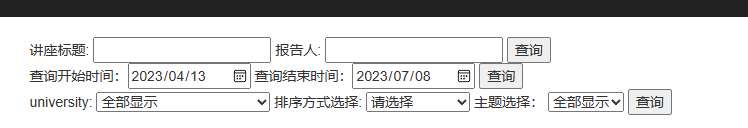 讲座标题: 报告人: 查询
查询开始时间： 2023/04/13 查询结束时间： 2023/07/08 查询
university: 全部显示 排序方式选择: 请选择 主题选择： 全部显示 查询